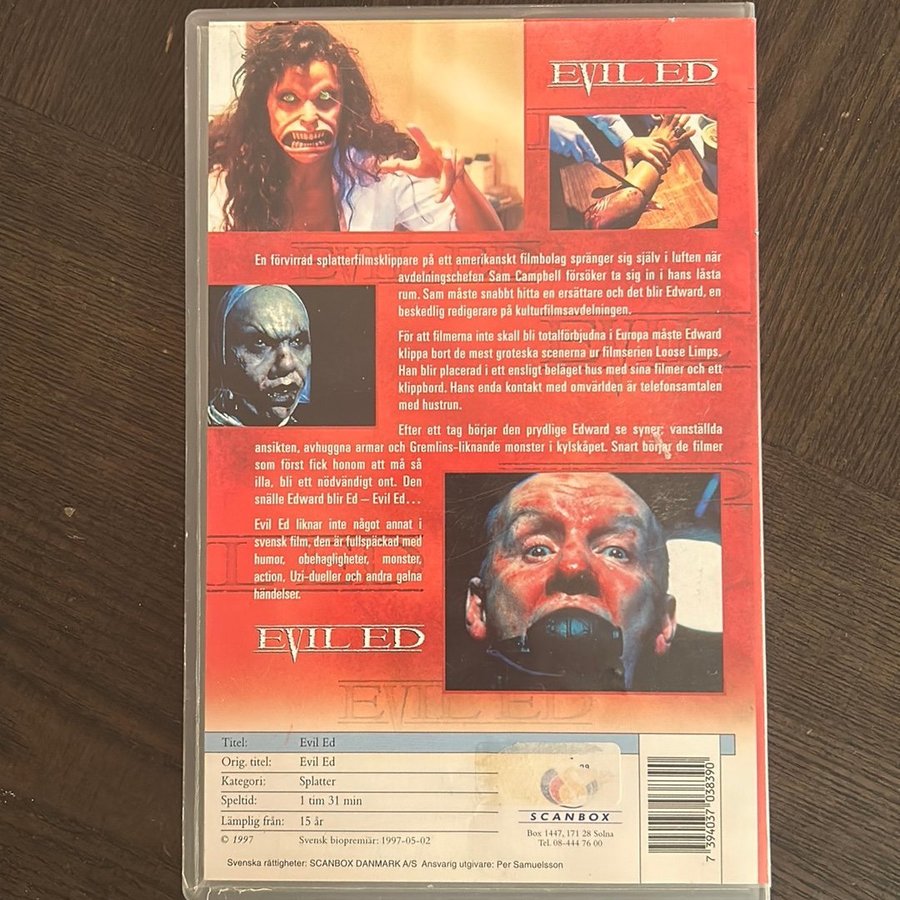 EVIL ED
En förvirrad splatterfilmsklippare på ett amerikanskt filmbolag spränger sig själv i luften när
avdelningschefen Sam Campbell försöker ta sig in i hans låsta
rum. Sam måste snabbt hitta en ersättare och det blir Edward, en
beskedlig redigerare på kulturfilmsavdelningen.
För att filmerna inte skall bli totalförbjudna i Europa måste Edward
klippa bort de mest groteska scenerna ur filmserien Loose Limps.
Han blir placerad i ett ensligt beläget hus med sina filmer och ett
klippbord. Hans enda kontakt med omvärlden är telefonsamtalen
med hustrun.
Efter ett tag börjar den prydlige Edward se syner, vanställda
ansikten, avhuggna armar och Gremlins-liknande monster i kylskåpet. Snart börjar de filmer
som först fick honom att må så
illa, bli ett nödvändigt ont. Den
snälle Edward blir Ed – Evil Ed...
Evil Ed liknar inte något annat i
svensk film, den är fullspäckad med
humor, obehagligheter, monster,
action, Uzi-dueller och andra galna
händelser.
EVIL ED
EVIL ED
Titel: Evil Ed
Orig. titel: Evil Ed
Kategori: Splatter
Speltid: 1 tim 31 min
Lämplig från: 15 år
© 1997 Svensk biopremiär: 1997-05-02
SCANBOX
Box 1447, 171 28 Solna
Tel. 08-444 76 00
7 394037 038390
Svenska rättigheter: SCANBOX DANMARK A/S Ansvarig utgivare: Per Samuelsson